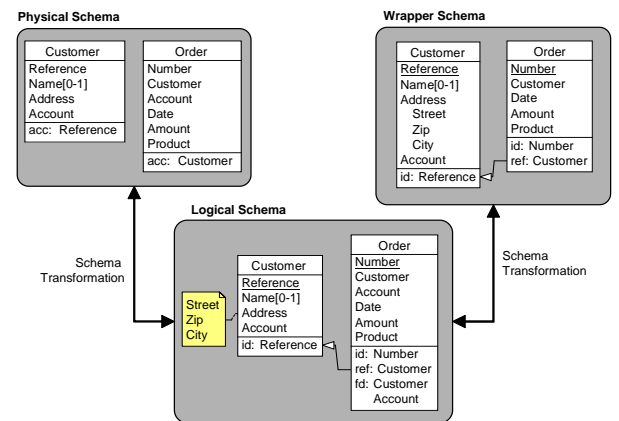 Physical Schema
Customer
Reference
Name[0-1]
Address
Account
acc: Reference
Order
Number
Customer
Account
Date
Amount
Product
acc: Customer
Wrapper Schema
Customer
Reference
Name[0-1]
Address
Street
Zip
City
Account
id: Reference
Order
Number
Customer
Date
Amount
Product
id: Number
ref: Customer
Schema
Transformation
Logical Schema
Street
Zip
City
Customer
Reference
Name[0-1]
Address
Account
id: Reference
Order
Number
Customer
Account
Date
Amount
Product
id: Number
ref: Customer
fd: Customer
Account
Schema
Transformation